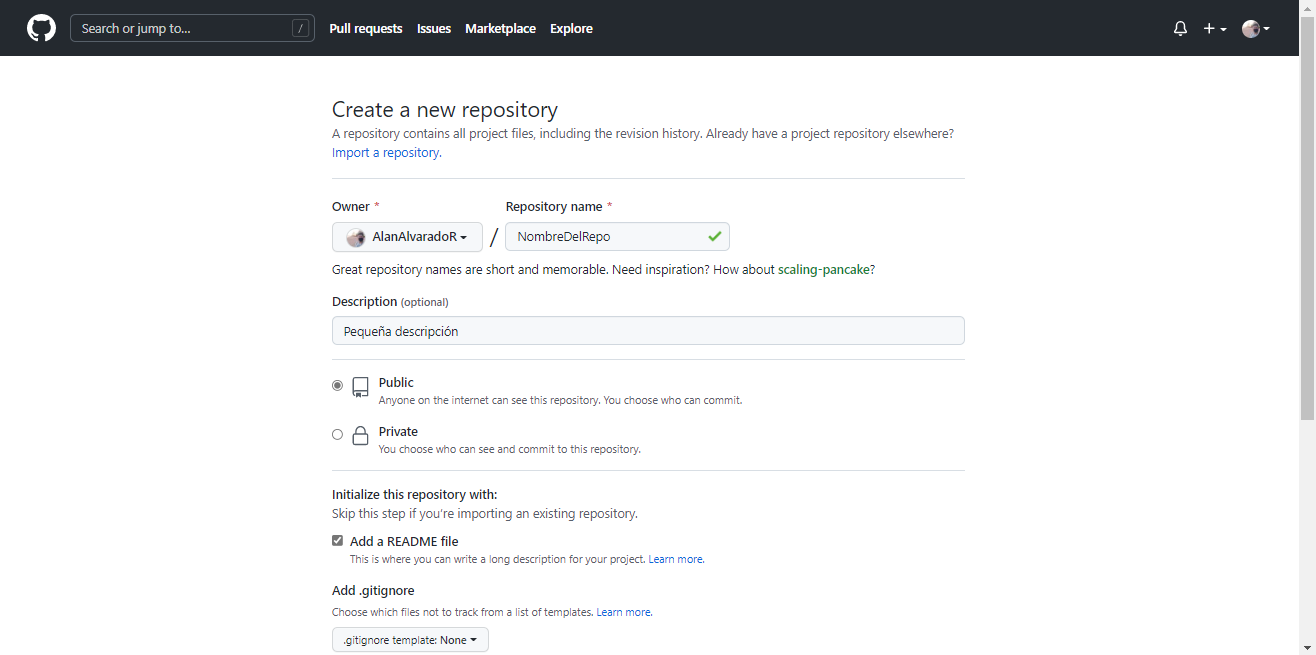 Search or jump to... /
Pull requests Issues Marketplace Explore
Create a new repository
A repository contains all project files, including the revision history. Already have a project repository elsewhere?
Import a repository.
Owner * Repository name *
AlanAlvaradoR / NombreDelRepo
Great repository names are short and memorable. Need inspiration? How about scaling-pancake?
Description (optional)
Pequeña descripción
Public
Anyone on the internet can see this repository. You choose who can commit.
Private
You choose who can see and commit to this repository.
Initialize this repository with:
Skip this step if you're importing an existing repository.
Add a README file
This is where you can write a long description for your project. Learn more.
Add .gitignore
Choose which files not to track from a list of templates. Learn more.
.gitignore template: None